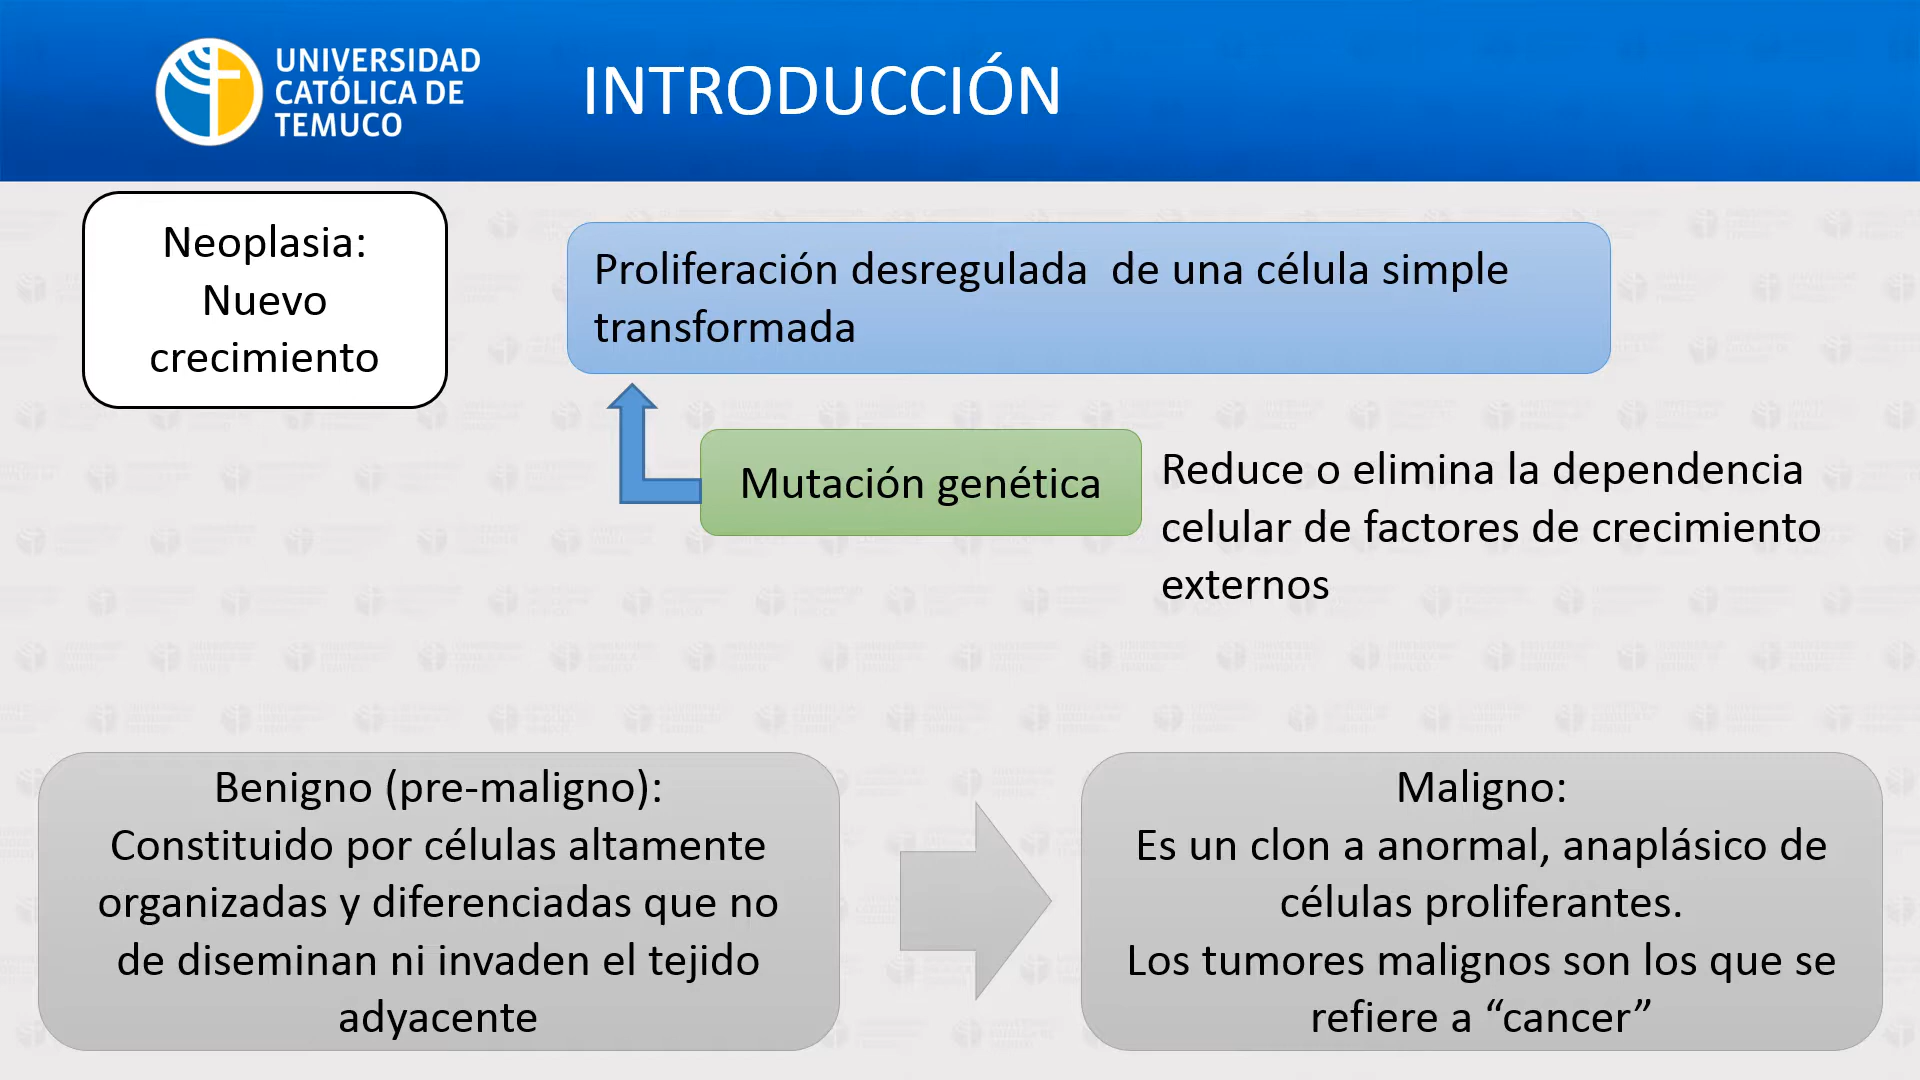 UNIVERSIDAD
CATÓLICA DE
TEMUCO
INTRODUCCIÓN
Neoplasia:
Nuevo
crecimiento
Proliferación desregulada  de una célula simple
transformada
Mutación genética
Reduce o elimina la dependencia
celular de factores de crecimiento
externos
Benigno (pre-maligno):
Constituido por células altamente
organizadas y diferenciadas que no
de diseminan ni invaden el tejido
adyacente
Maligno:
Es un clon a anormal, anaplásico de
células proliferantes.
Los tumores malignos son los que se
refiere a “cancer”